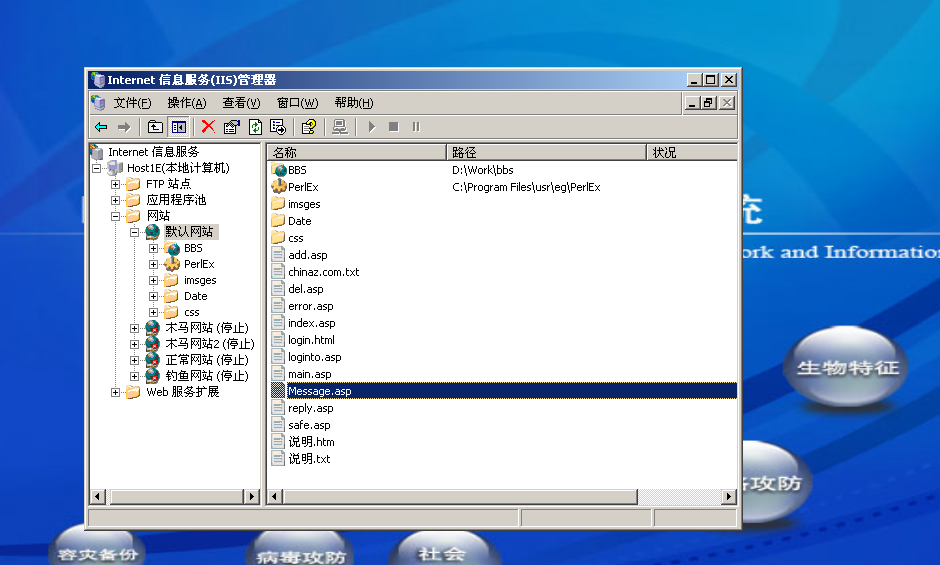 Internet 信息服务(IIS)管理器
文件(F) 操作(A) 查看(V) 窗口(W) 帮助(H)
Internet 信息服务
Host1E(本地计算机)
FTP 站点
应用程序池
网站
默认网站
BBS
PerlEx
imsges
Date
css
木马网站 (停止)
木马网站2 (停止)
正常网站 (停止)
钓鱼网站 (停止)
Web 服务扩展
名称 路径 状况
BBS D:\Work\bbs
PerlEx C:\Program Files\usr\eg\PerlEx
imsges
Date
css
add.asp
chinaz.com.txt
del.asp
error.asp
index.asp
login.html
loginto.asp
main.asp
Message.asp
reply.asp
safe.asp
说明.htm
说明.txt
and Information
生物特征
攻防
容灾备份
病毒攻防
社会